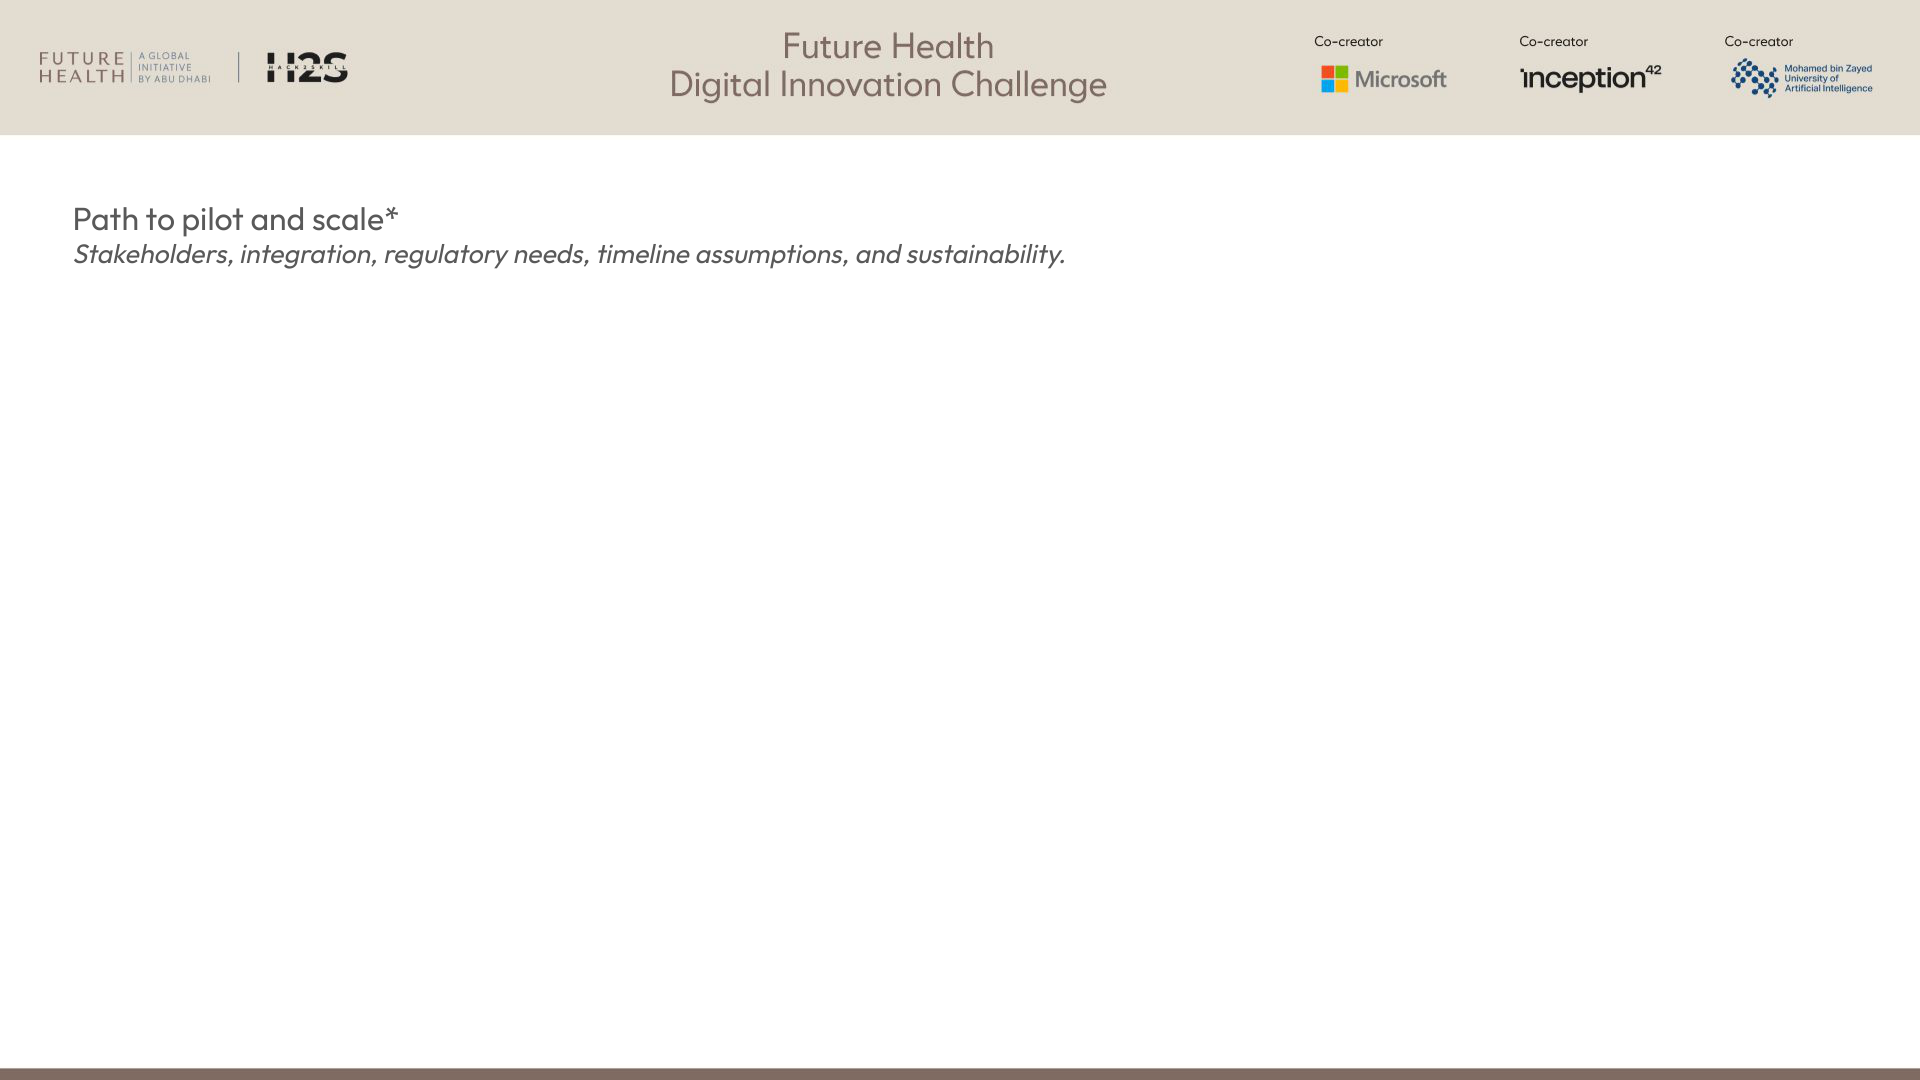 FUTURE HEALTH
A GLOBAL INITIATIVE BY ABU DHABI
H2S
HACK2SKILL
Future Health
Digital Innovation Challenge
Co-creator
Microsoft
Co-creator
inception42
Co-creator
Mohamed bin Zayed
University of
Artificial Intelligence
Path to pilot and scale*
Stakeholders, integration, regulatory needs, timeline assumptions, and sustainability.